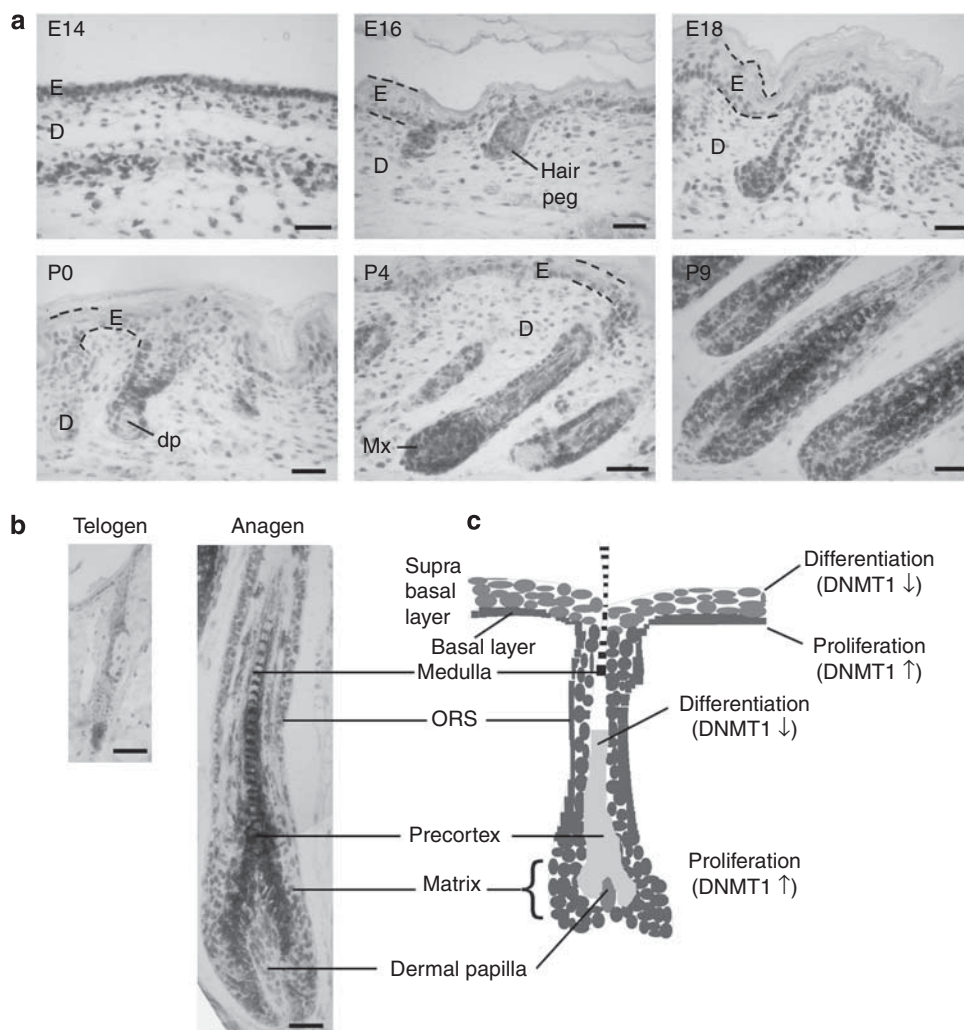 a
E14
E
D
E16
E
D
Hair
peg
E18
E
D
P0
E
D
dp
P4
E
D
Mx
P9
b
Telogen
Anagen
c
Supra
basal
layer
Basal layer
Medulla
ORS
Precortex
Matrix
Dermal papilla
Differentiation
(DNMT1 ↓)
Proliferation
(DNMT1 ↑)
Differentiation
(DNMT1 ↓)
Proliferation
(DNMT1 ↑)